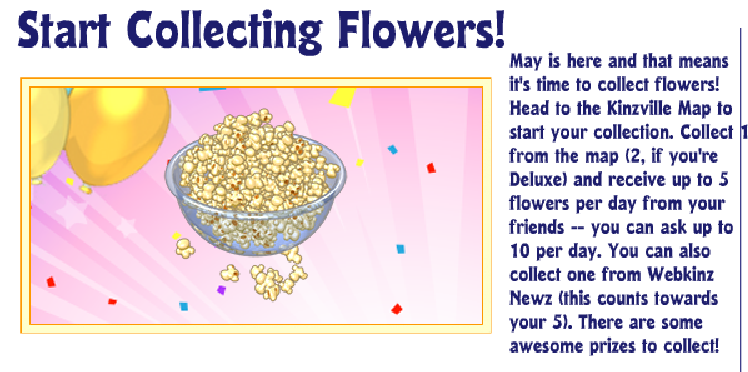 Start Collecting Flowers!
May is here and that means
it's time to collect flowers!
Head to the Kinzville Map to
start your collection. Collect 1
from the map (2, if you're
Deluxe) and receive up to 5
flowers per day from your
friends -- you can ask up to
10 per day. You can also
collect one from Webkinz
Newz (this counts towards
your 5). There are some
awesome prizes to collect!